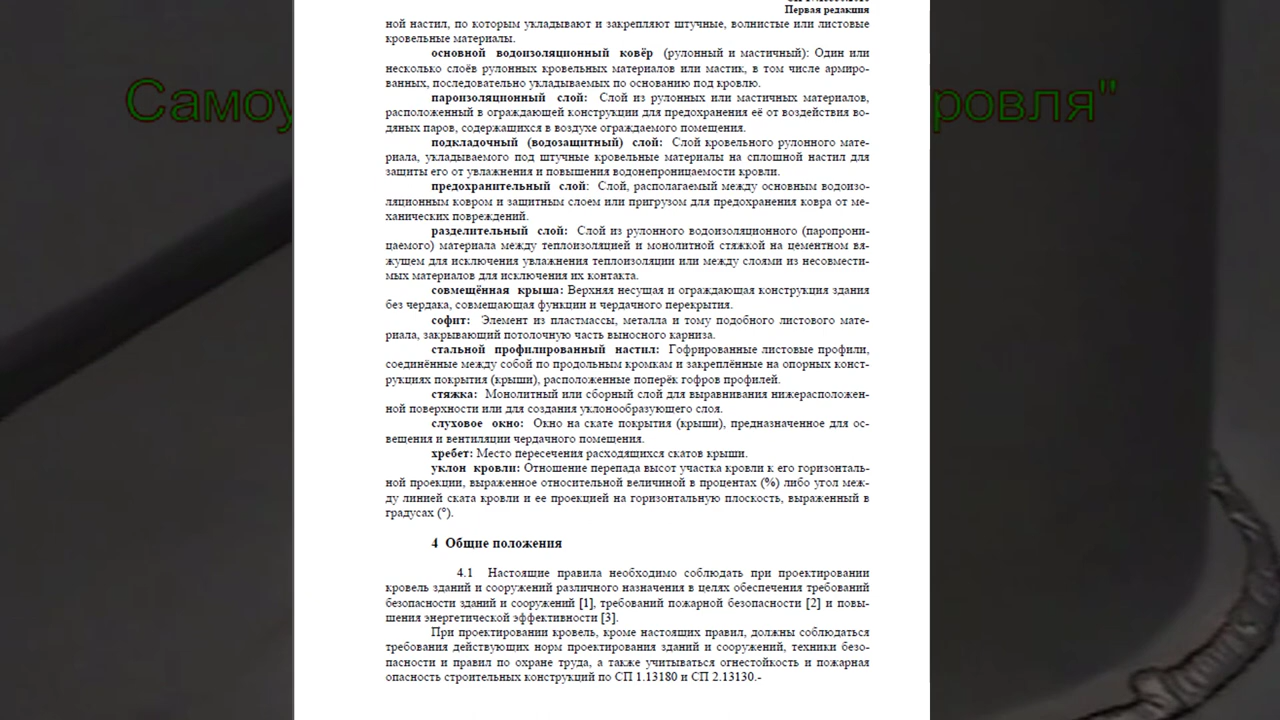 Первая редакция
ной настил, по которым укладывают и закрепляют штучные, волнистые или листовые
кровельные материалы.
Самоу
ровля"
основной водоизоляционный ковёр (рулонный и мастичный): Один или
несколько слоёв рулонных кровельных материалов или мастик, в том числе армиро-
ванных, последовательно укладываемых по основанию под кровлю.
пароизоляционный слой: Слой из рулонных или мастичных материалов,
расположенный в ограждающей конструкции для предохранения её от воздействия во-
дяных паров, содержащихся в воздухе ограждаемого помещения.
подкладочный (водозащитный) слой: Слой кровельного рулонного мате-
риала, укладываемого под штучные кровельные материалы на сплошной настил для
защиты его от увлажнения и повышения водонепроницаемости кровли.
предохранительный слой: Слой, располагаемый между основным водоизо-
ляционным ковром и защитным слоем или пригрузом для предохранения ковра от ме-
ханических повреждений.
разделительный слой: Слой из рулонного водоизоляционного (паропрони-
цаемого) материала между теплоизоляцией и монолитной стяжкой на цементном вя-
жущем для исключения увлажнения теплоизоляции или между слоями из несовмести-
мых материалов для исключения их контакта.
совмещённая крыша: Верхняя несущая и ограждающая конструкция здания
без чердака, совмещающая функции и чердачного перекрытия.
софит: Элемент из пластмассы, металла и тому подобного листового мате-
риала, закрывающий потолочную часть выносного карниза.
стальной профилированный настил: Гофрированные листовые профили,
соединённые между собой по продольным кромкам и закреплённые на опорных конст-
рукциях покрытия (крыши), расположенные поперёк гофров профилей.
стяжка: Монолитный или сборный слой для выравнивания нижерасположен-
ной поверхности или для создания уклонообразующего слоя.
слуховое окно: Окно на скате покрытия (крыши), предназначенное для ос-
вещения и вентиляции чердачного помещения.
хребет: Место пересечения расходящихся скатов крыши.
уклон кровли: Отношение перепада высот участка кровли к его горизонталь-
ной проекции, выраженное относительной величиной в процентах (%) либо угол меж-
ду линией ската кровли и ее проекцией на горизонтальную плоскость, выраженный в
градусах (°).
4 Общие положения
4.1 Настоящие правила необходимо соблюдать при проектировании
кровель зданий и сооружений различного назначения в целях обеспечения требований
безопасности зданий и сооружений [1], требований пожарной безопасности [2] и повы-
шения энергетической эффективности [3].
При проектировании кровель, кроме настоящих правил, должны соблюдаться
требования действующих норм проектирования зданий и сооружений, техники безо-
пасности и правил по охране труда, а также учитываться огнестойкость и пожарная
опасность строительных конструкций по СП 1.13180 и СП 2.13130.-